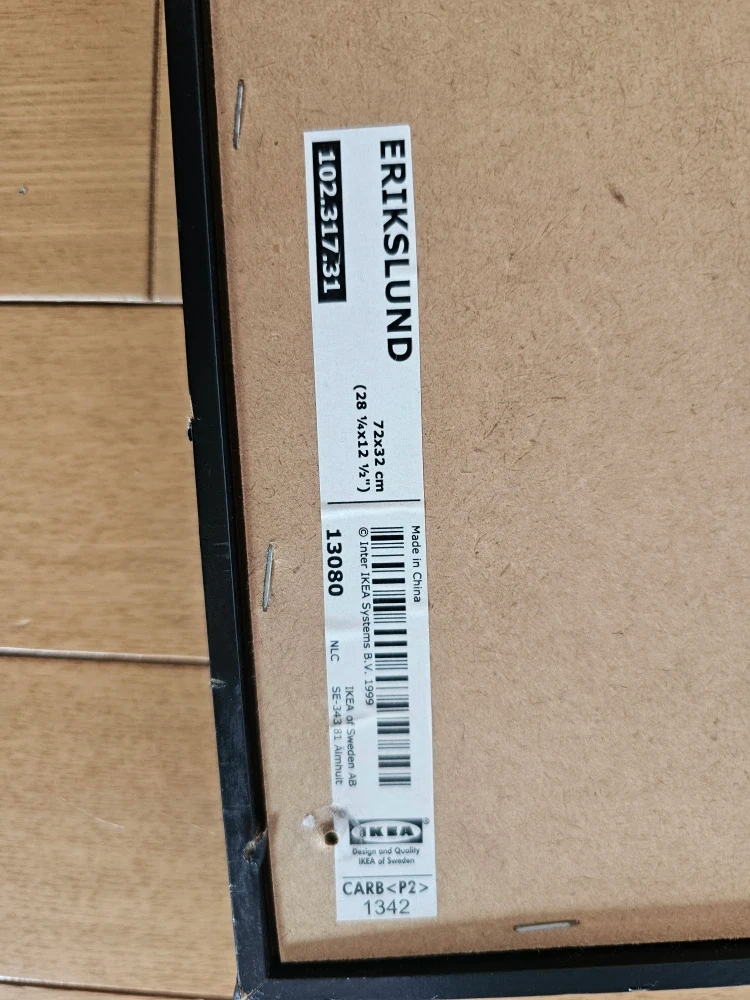 ERIKSLUND
102.317.31
72x32 cm
(28 ¼x12 ½")
Made in China
© Inter IKEA Systems B.V. 1999
13080
NLC
IKEA of Sweden AB
SE-343 81 Älmhult
IKEA®
Design and Quality
IKEA of Sweden
CARB<P2>
1342